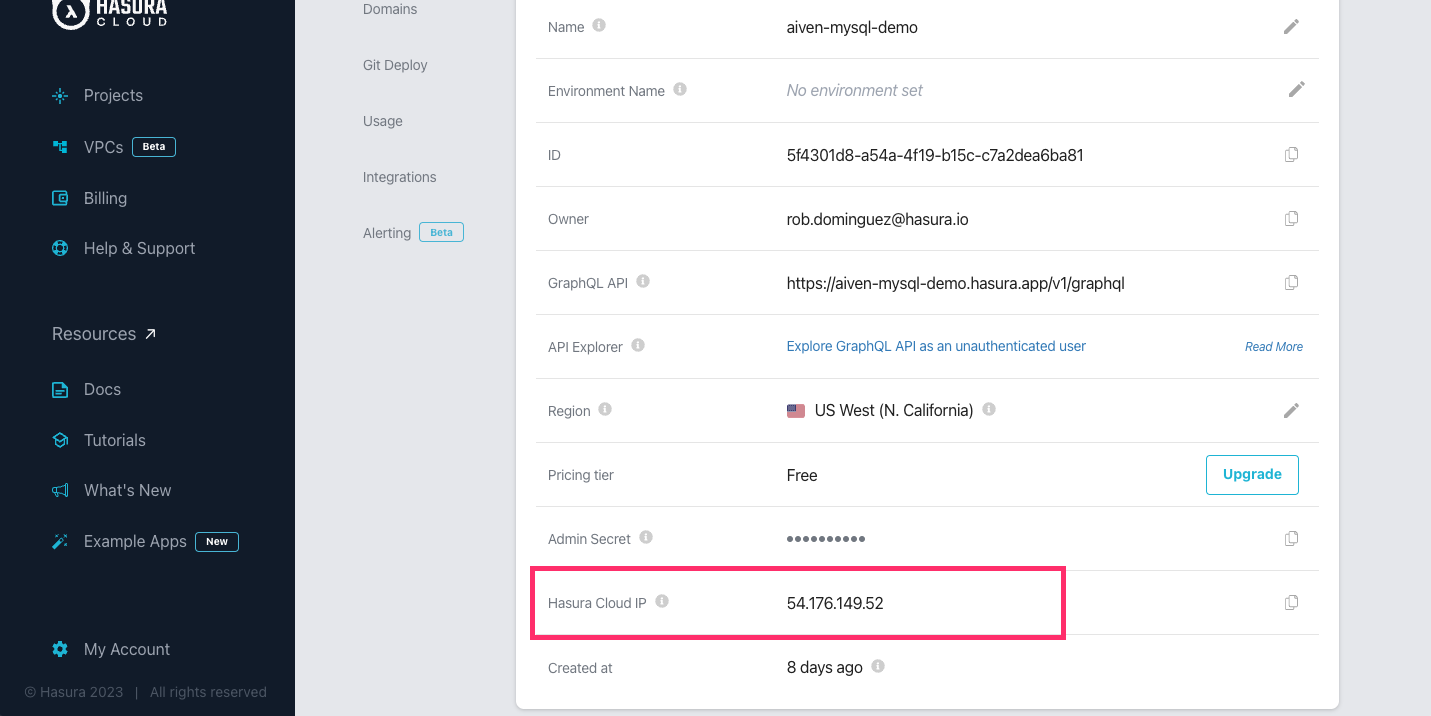 HASURA
CLOUD
Projects
VPCs Beta
Billing
Help & Support
Resources
Docs
Tutorials
What's New
Example Apps New
My Account
© Hasura 2023 | All rights reserved
Domains
Git Deploy
Usage
Integrations
Alerting Beta
Name aiven-mysql-demo
Environment Name No environment set
ID 5f4301d8-a54a-4f19-b15c-c7a2dea6ba81
Owner rob.dominguez@hasura.io
GraphQL API https://aiven-mysql-demo.hasura.app/v1/graphql
API Explorer Explore GraphQL API as an unauthenticated user Read More
Region US West (N. California)
Pricing tier Free Upgrade
Admin Secret ••••••••••
Hasura Cloud IP 54.176.149.52
Created at 8 days ago